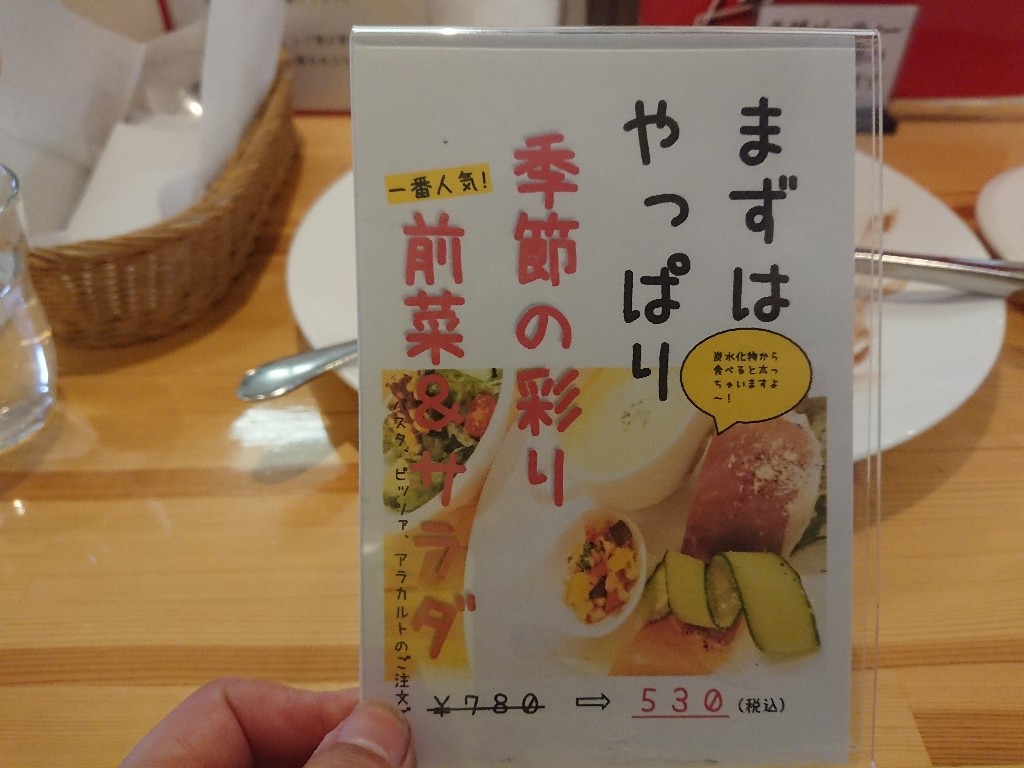 まずは
やっぱり
季節の彩り
一番人気!
前菜&サラダ
パスタ、ピッツァ、アラカルトのご注文で
炭水化物から
食べると太っ
ちゃいますよ
～!
¥780 ⇨ 530(税込)